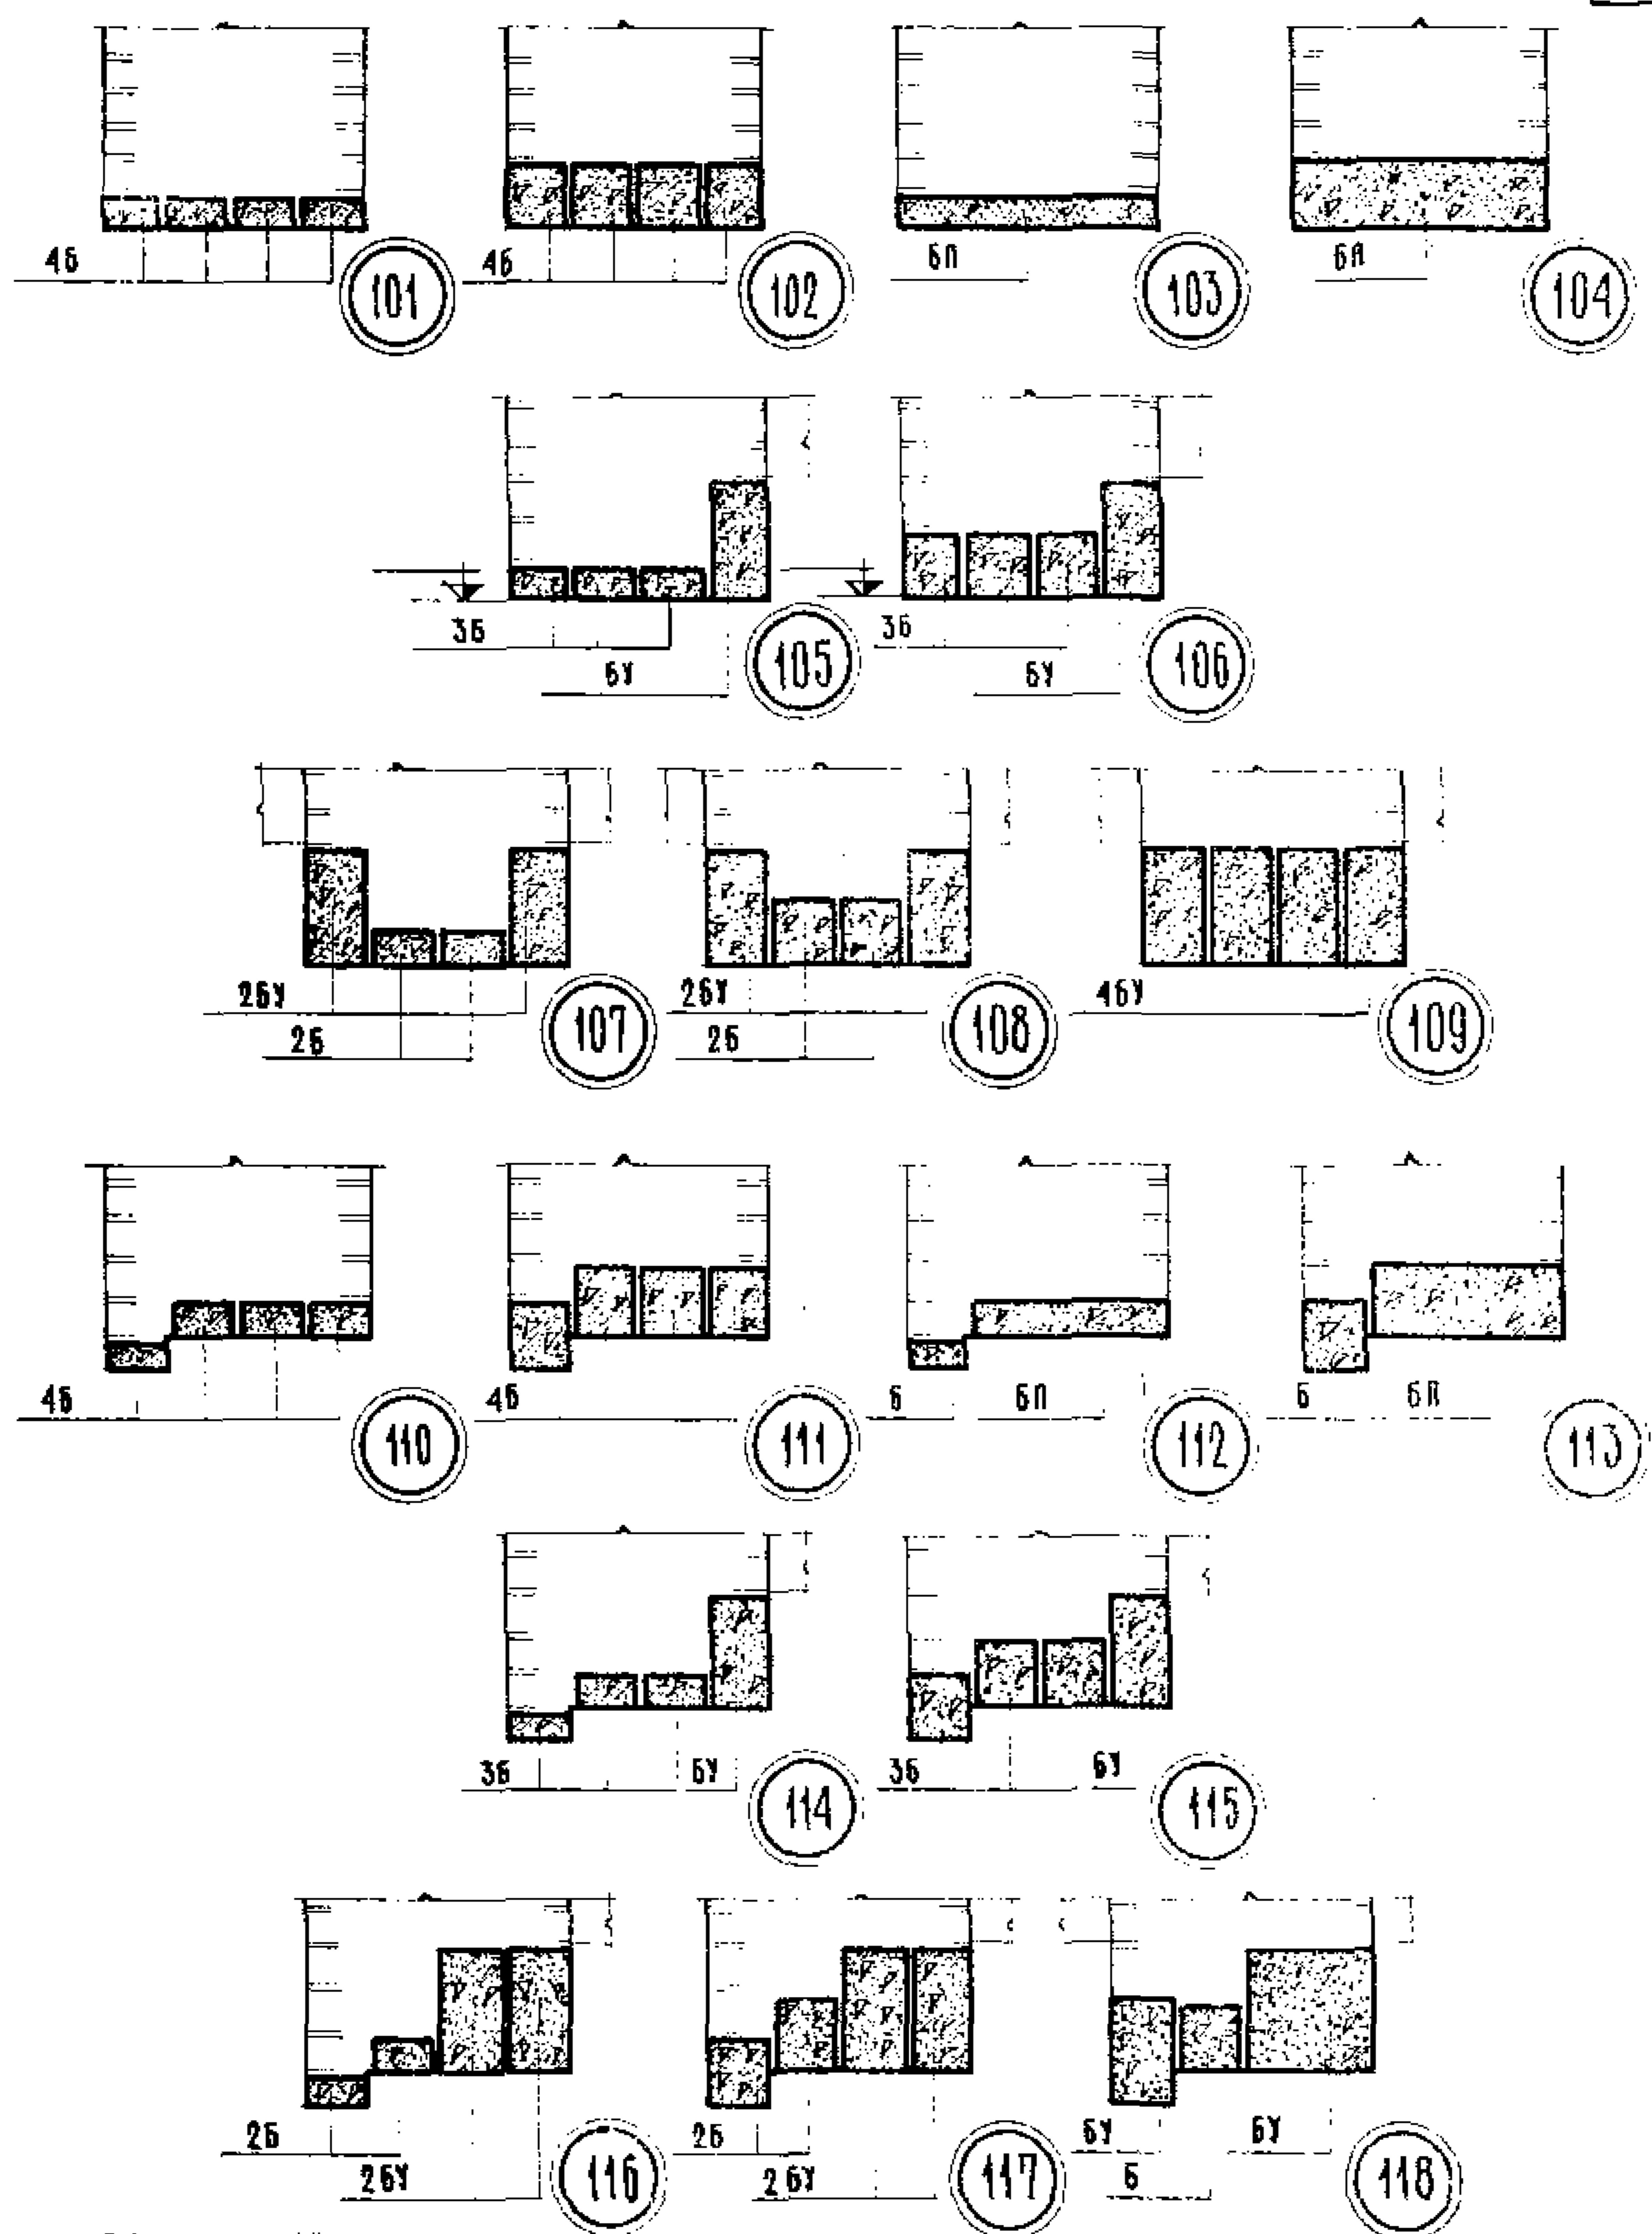 4Б 101 4Б 102 БП 103 БП 104
3Б 105 3Б 106
БУ БУ
2БУ 107 2БУ 108 4БУ 109
2Б 2Б
4Б 110 4Б 111 Б БП 112 Б БП 113
3Б БУ 114 3Б БУ 115
2Б 116 2Б 117 БУ БУ 118
2БУ 2БУ Б